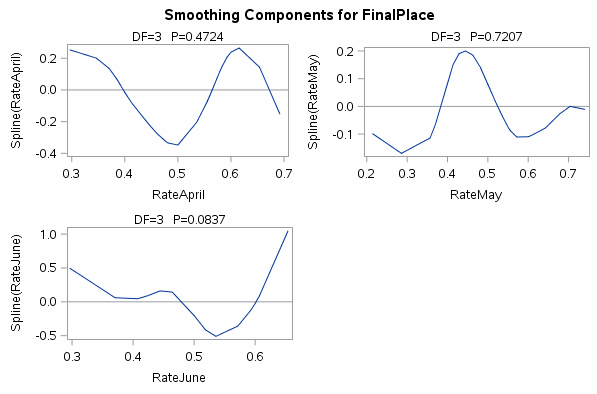 Smoothing Components for FinalPlace
DF=3 P=0.4724
Spline(RateApril)
0.2
0.0
-0.2
-0.4
0.3 0.4 0.5 0.6 0.7
RateApril
DF=3 P=0.7207
Spline(RateMay)
0.2
0.1
0.0
-0.1
0.2 0.3 0.4 0.5 0.6 0.7
RateMay
DF=3 P=0.0837
Spline(RateJune)
1.0
0.5
0.0
-0.5
0.3 0.4 0.5 0.6
RateJune